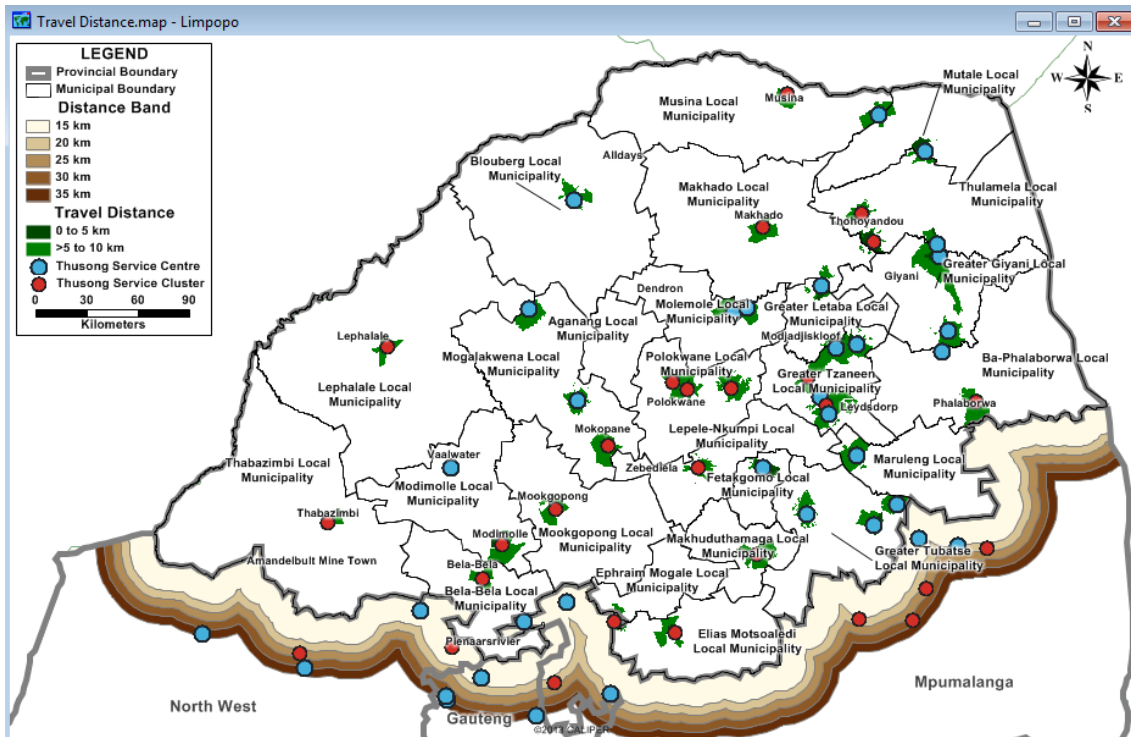 Travel Distance.map - Limpopo
LEGEND
Provincial Boundary
Municipal Boundary
Distance Band
15 km
20 km
25 km
30 km
35 km
Travel Distance
0 to 5 km
>5 to 10 km
Thusong Service Centre
Thusong Service Cluster
0 30 60 90
Kilometers
N
W E
S
Mutale Local
Municipality
Musina
Musina Local
Municipality
Alldays
Blouberg Local
Municipality
Makhado Local
Municipality
Makhado
Thulamela Local
Municipality
Thohoyandou
Greater Giyani Local
Municipality
Giyani
Dendron
Molemole Local
Municipality
Greater Letaba Local
Municipality
Modjadjiskloof
Aganang Local
Municipality
Lephalale
Mogalakwena Local
Municipality
Polokwane Local
Municipality
Polokwane
Ba-Phalaborwa Local
Municipality
Greater Tzaneen
Local Municipality
Leydsdorp
Phalaborwa
Lephalale Local
Municipality
Mokopane
Lepele-Nkumpi Local
Municipality
Zebediela
Fetakgomo Local
Municipality
Maruleng Local
Municipality
Vaalwater
Thabazimbi Local
Municipality
Modimolle Local
Municipality
Mookgopong
Thabazimbi
Mookgopong Local
Municipality
Modimolle
Makhuduthamaga Local
Municipality
Greater Tubatse
Local Municipality
Amandelbult Mine Town
Bela-Bela
Bela-Bela Local
Municipality
Ephraim Mogale Local
Municipality
Pienaarsrivier
Elias Motsoaledi
Local Municipality
North West
Gauteng
Mpumalanga
©2013 CALIPER